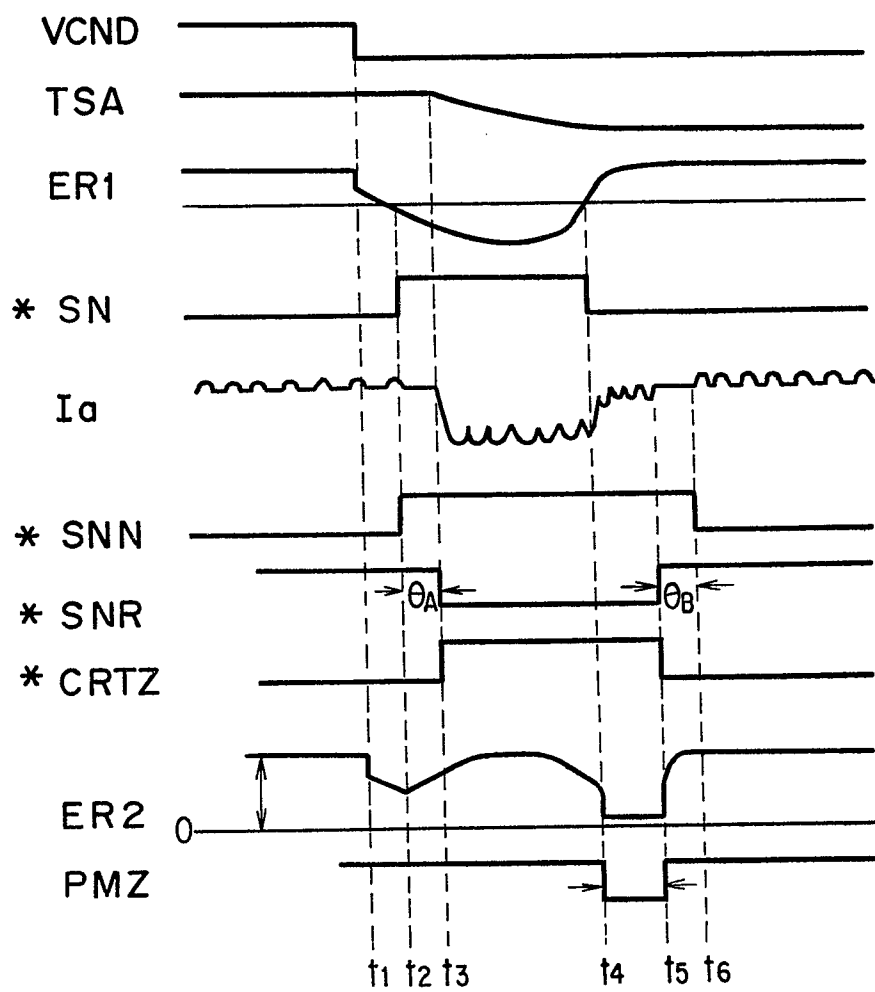 VCND
TSA
ER1
* SN
Ia
* SNN
θA
θB
* SNR
* CRTZ
ER2
0
PMZ
t1 t2 t3 t4 t5 t6